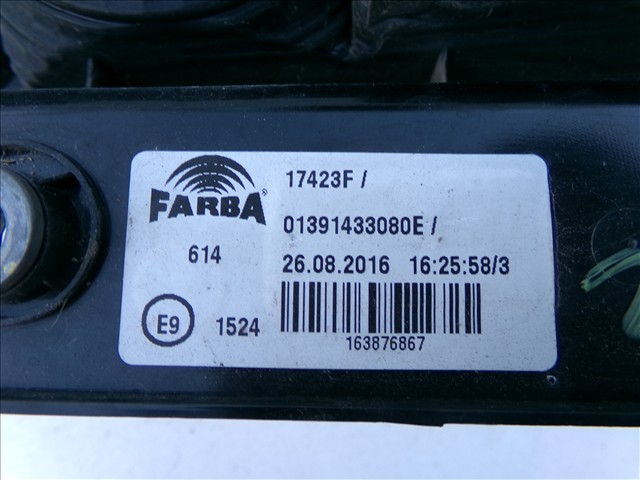 FARBA®
17423F /
01391433080E /
614
26.08.2016 16:25:58/3
E9
1524
163876867